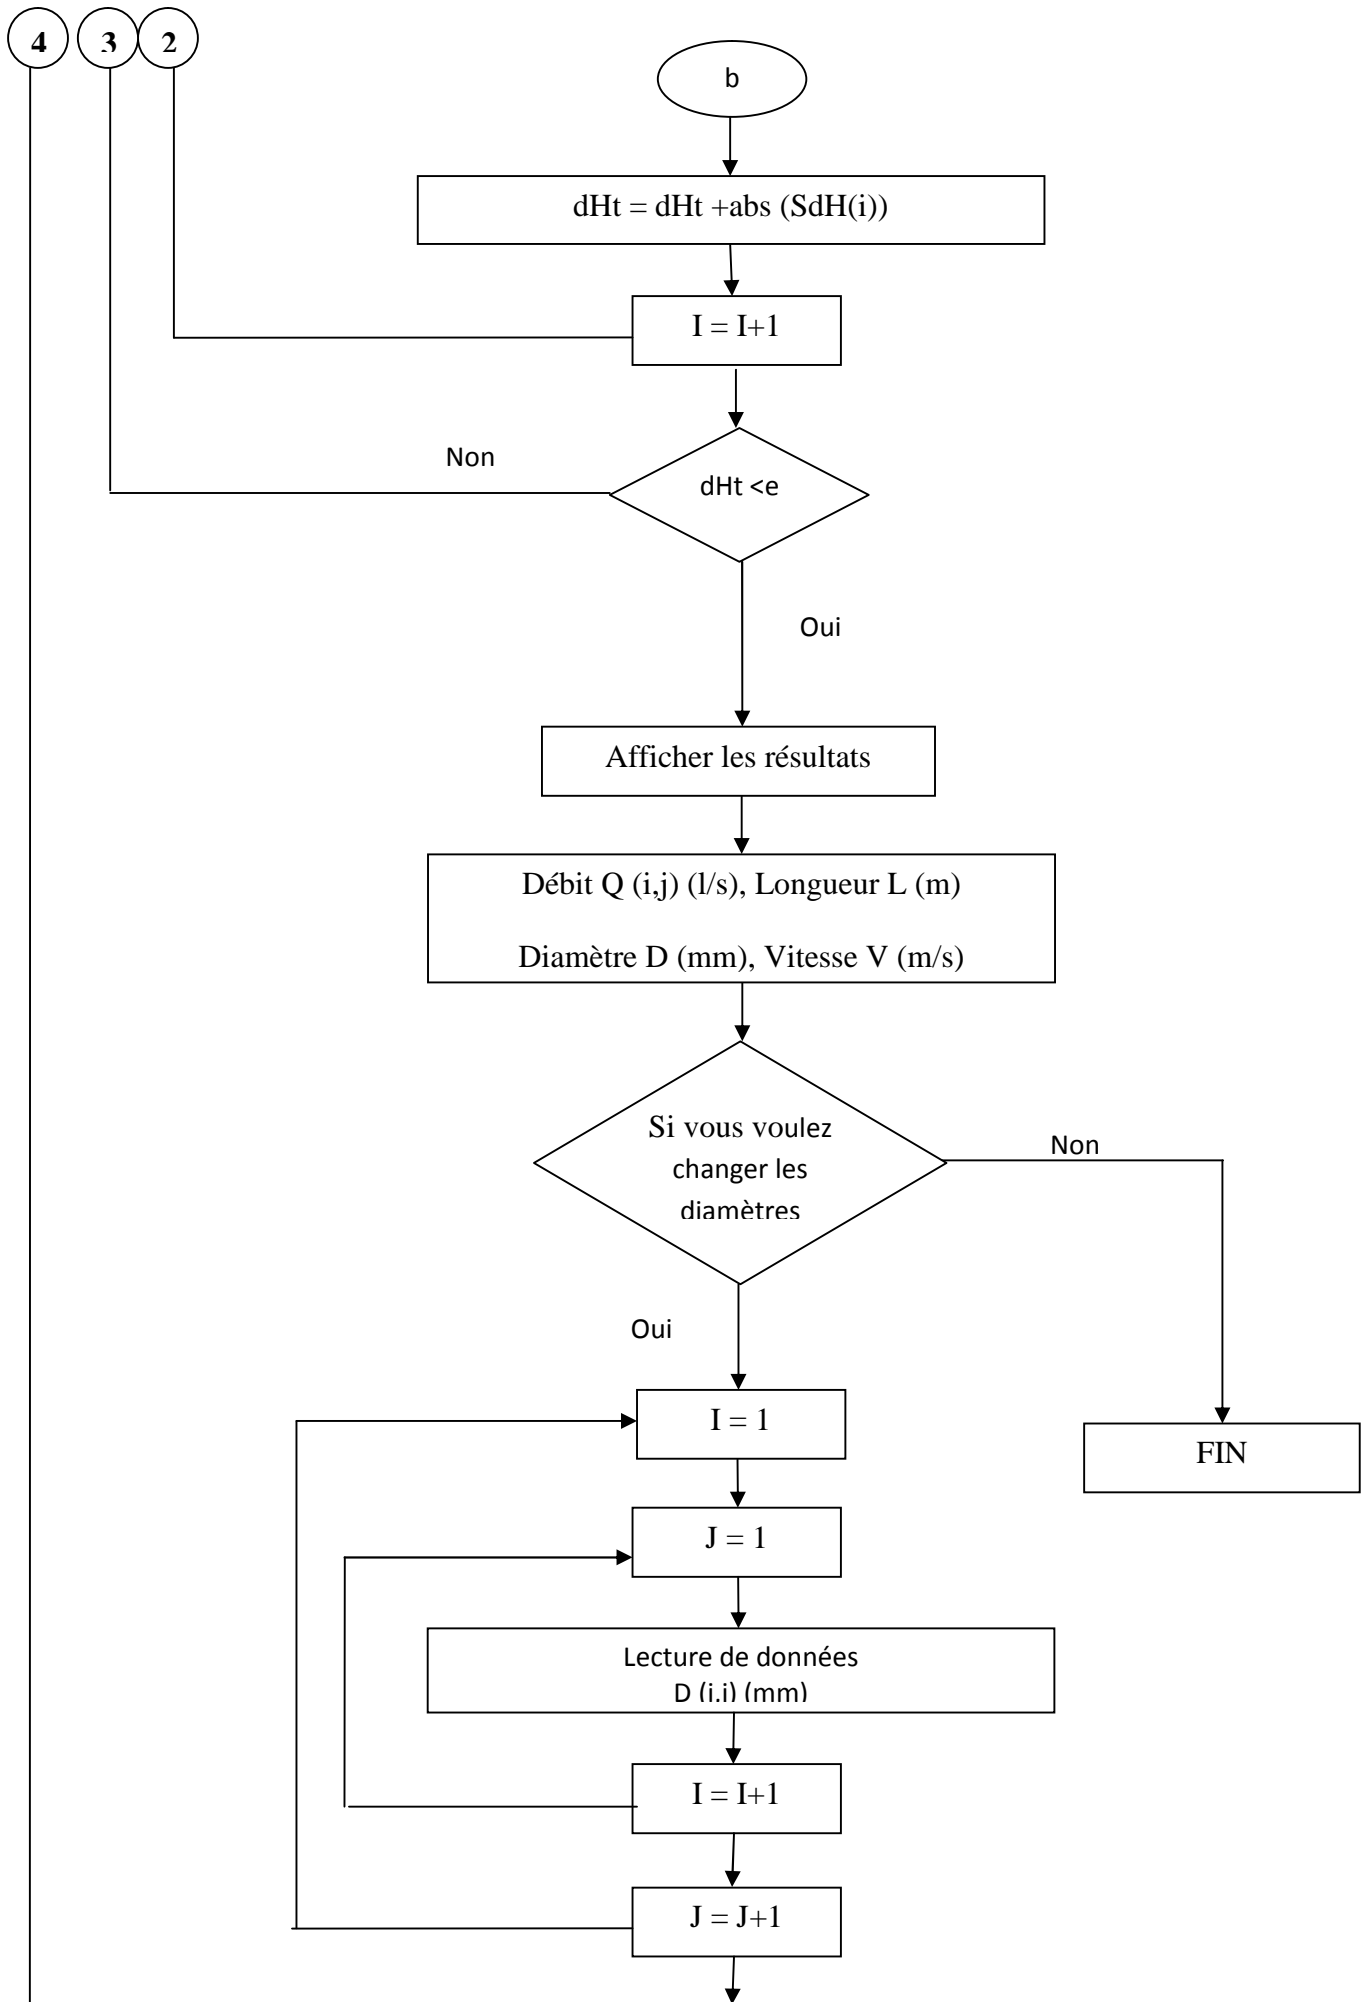 4 3 2
b
dHt = dHt +abs (SdH(i))
I = I+1
Non
dHt <e
Oui
Afficher les résultats
Débit Q (i,j) (l/s), Longueur L (m)
Diamètre D (mm), Vitesse V (m/s)
Si vous voulez
changer les
diamètres
Non
Oui
I = 1
FIN
J = 1
Lecture de données
D (i,j) (mm)
I = I+1
J = J+1